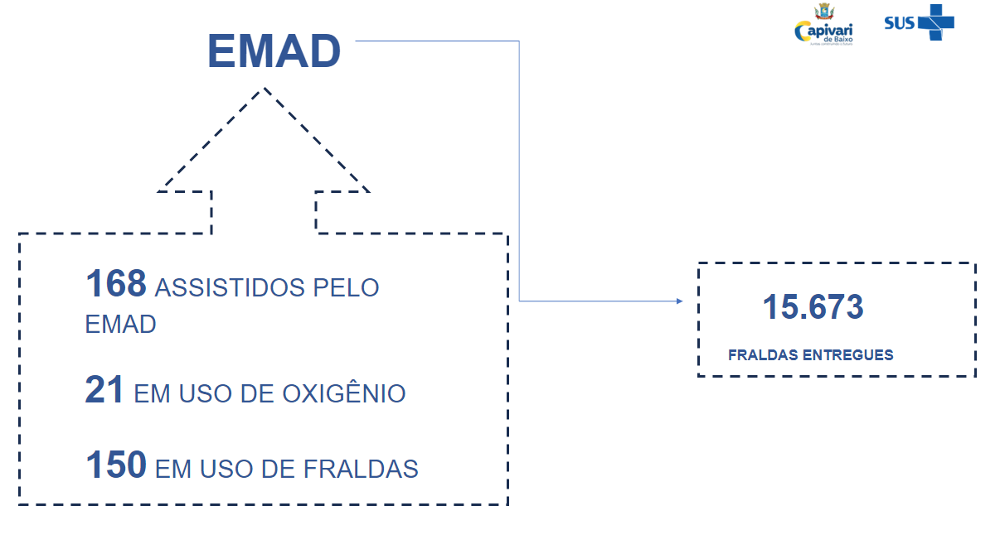 EMAD
Capivari
de Baixo
SUS
168 ASSISTIDOS PELO
EMAD
21 EM USO DE OXIGÊNIO
150 EM USO DE FRALDAS
15.673
FRALDAS ENTREGUES